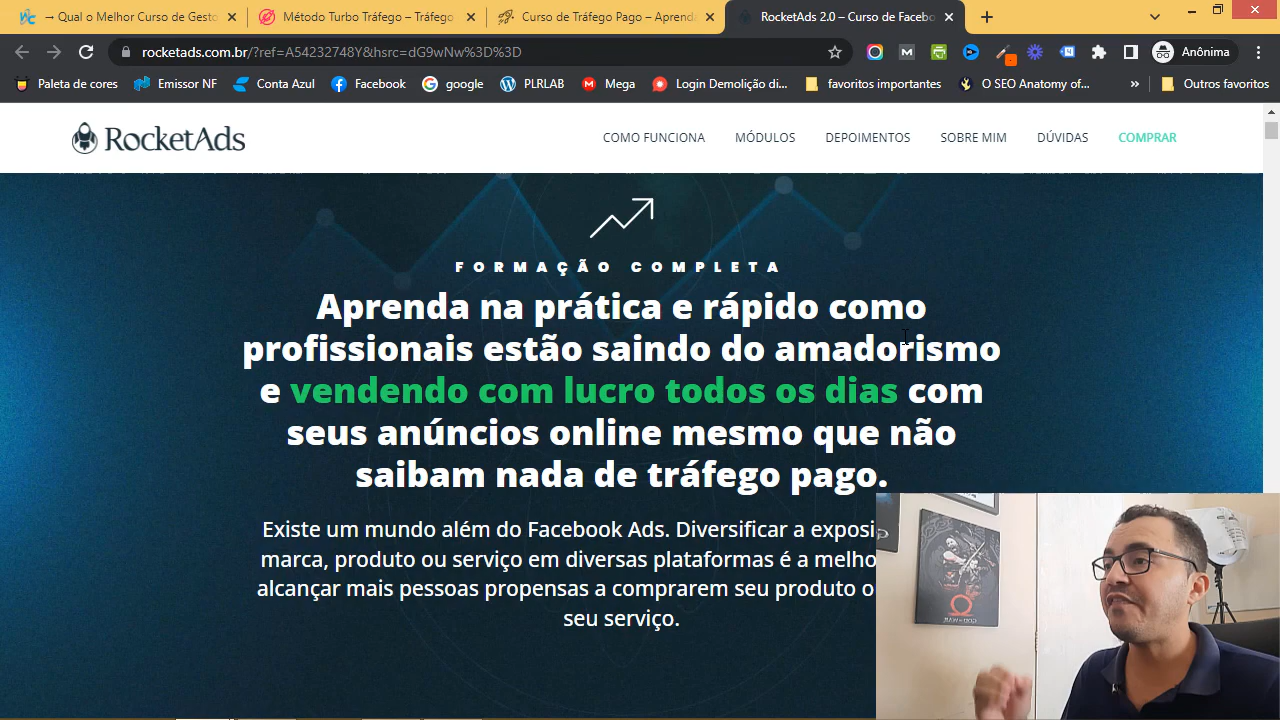 → Qual o Melhor Curso de Gesto
Método Turbo Tráfego – Tráfego
Curso de Tráfego Pago – Aprend
RocketAds 2.0 – Curso de Facebo
rocketads.com.br/?ref=A54232748Y&hsrc=dG9wNw%3D%3D
Anônima
Paleta de cores
Emissor NF
Conta Azul
Facebook
google
PLRLAB
Mega
Login Demolição di...
favoritos importantes
O SEO Anatomy of...
»
Outros favoritos
RocketAds
COMO FUNCIONA
MÓDULOS
DEPOIMENTOS
SOBRE MIM
DÚVIDAS
COMPRAR
FORMAÇÃO COMPLETA
Aprenda na prática e rápido como
profissionais estão saindo do amadorismo
e vendendo com lucro todos os dias com
seus anúncios online mesmo que não
saibam nada de tráfego pago.
Existe um mundo além do Facebook Ads. Diversificar a exposi
marca, produto ou serviço em diversas plataformas é a melho
alcançar mais pessoas propensas a comprarem seu produto o
seu serviço.